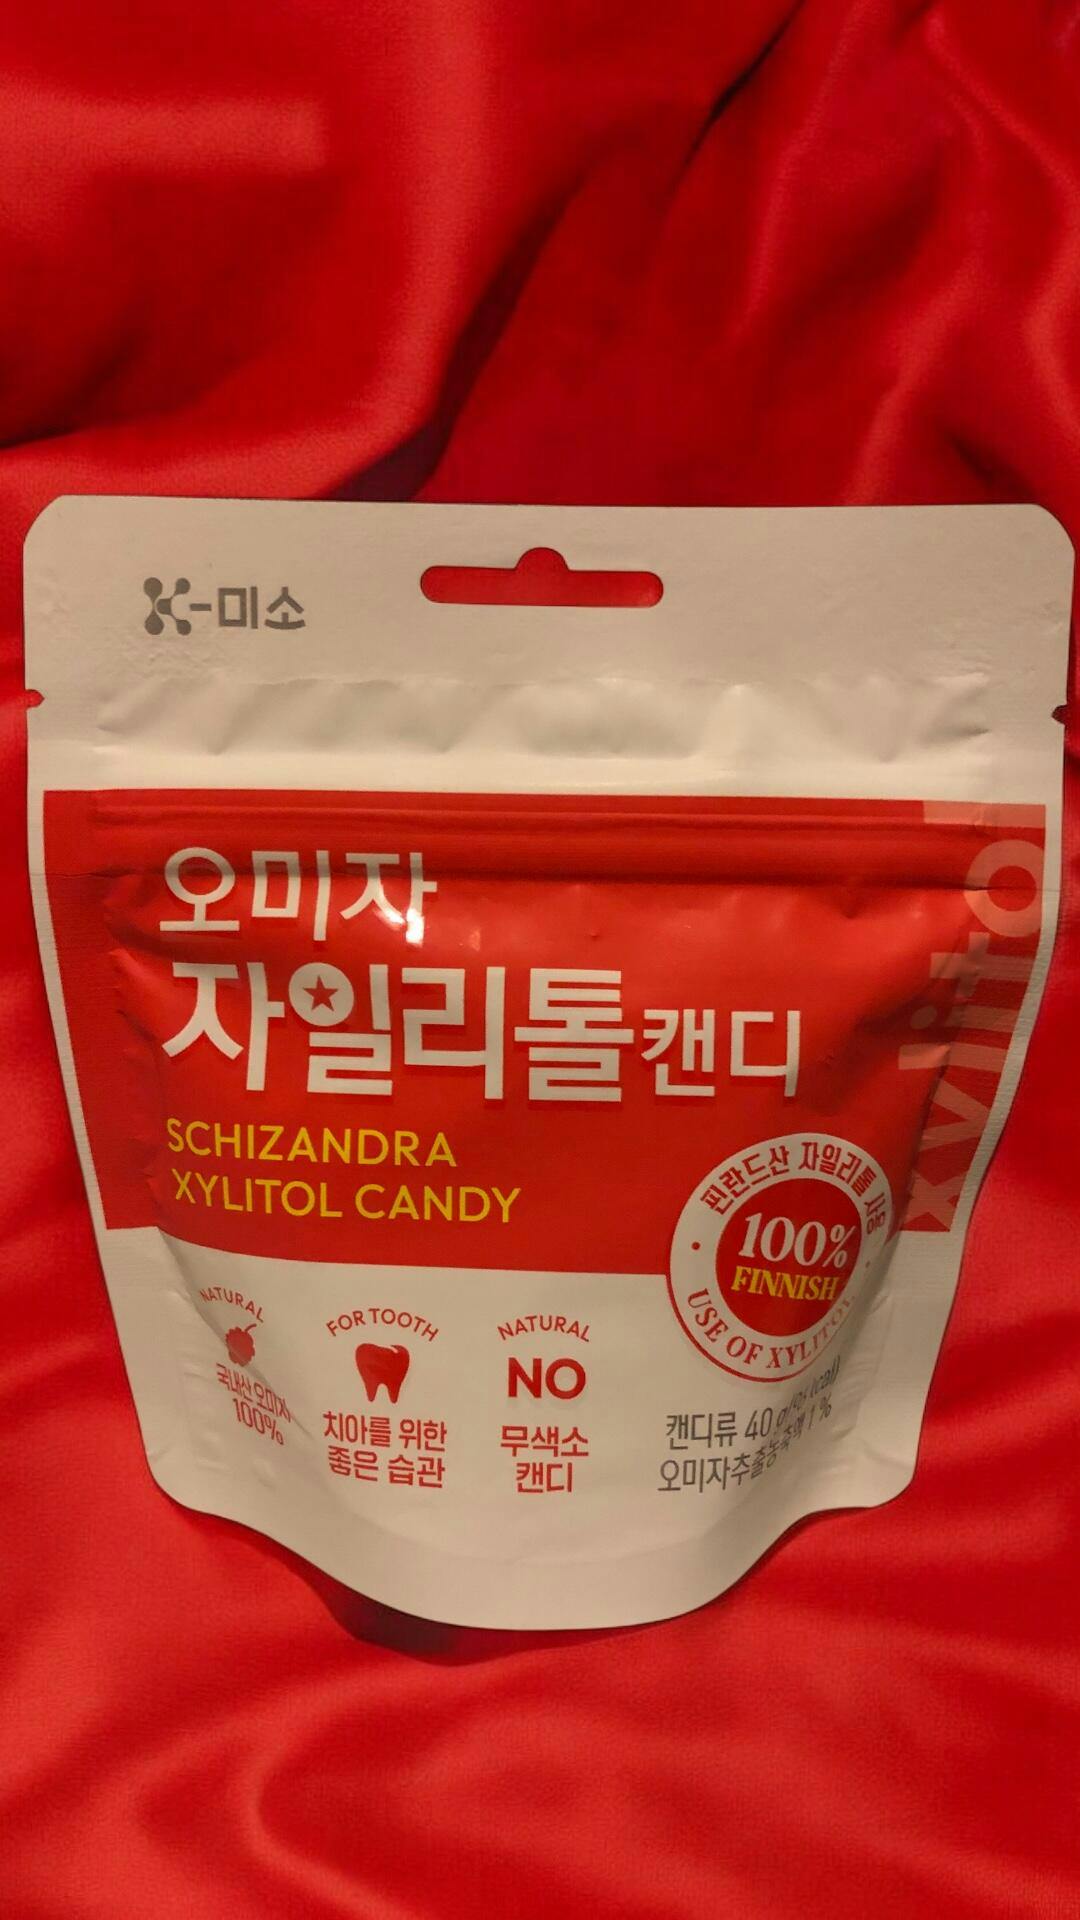 K-미소
오미자
자일리톨캔디
SCHIZANDRA
XYLITOL CANDY
xylitol
핀란드산 자일리톨 사용
100%
FINNISH
USE OF XYLITOL
NATURAL
국내산 오미자
100%
FOR TOOTH
치아를 위한
좋은 습관
NATURAL
NO
무색소
캔디
캔디류 40 g
오미자추출농축액 1 %